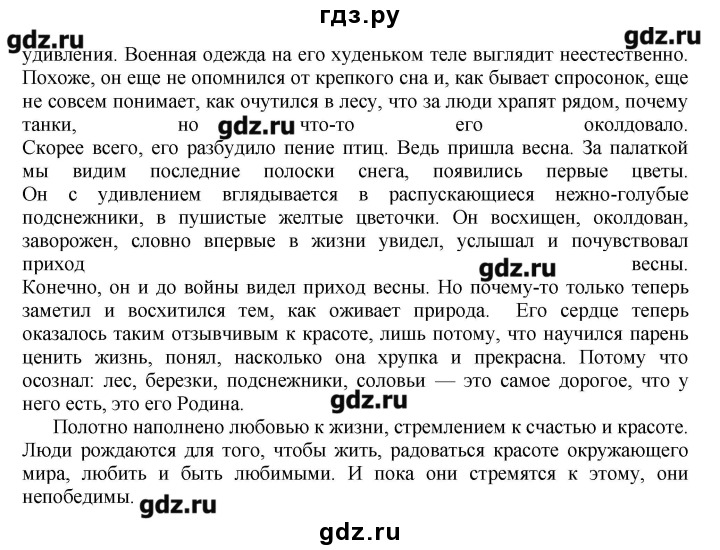 гдз.ру
gdz.ru
gdz.ru
удивления. Военная одежда на его худеньком теле выглядит неестественно.
Похоже, он еще не опомнился от крепкого сна и, как бывает спросонок, еще
не совсем понимает, как очутился в лесу, что за люди храпят рядом, почему
танки, но что-то его околдовало.
gdz.ru
Скорее всего, его разбудило пение птиц. Ведь пришла весна. За палаткой
мы видим последние полоски снега, появились первые цветы.
Он с удивлением вглядывается в распускающиеся нежно-голубые
подснежники, в пушистые желтые цветочки. Он восхищен, околдован,
заворожен, словно впервые в жизни увидел, услышал и почувствовал
приход весны.
gdz.ru
Конечно, он и до войны видел приход весны. Но почему-то только теперь
заметил и восхитился тем, как оживает природа. Его сердце теперь
оказалось таким отзывчивым к красоте, лишь потому, что научился парень
ценить жизнь, понял, насколько она хрупка и прекрасна. Потому что
осознал: лес, березки, подснежники, соловьи — это самое дорогое, что у
него есть, это его Родина.
gdz.ru
Полотно наполнено любовью к жизни, стремлением к счастью и красоте.
Люди рождаются для того, чтобы жить, радоваться красоте окружающего
мира, любить и быть любимыми. И пока они стремятся к этому, они
непобедимы.
gdz.ru
gdz.ru